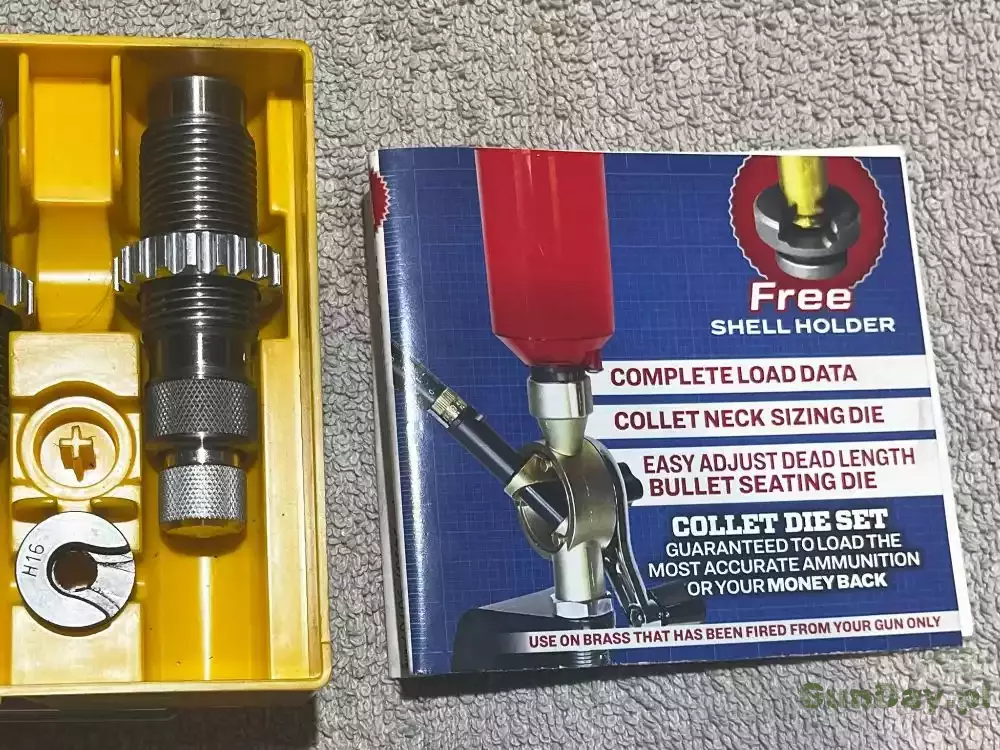 H16
Free
SHELL HOLDER
COMPLETE LOAD DATA
COLLET NECK SIZING DIE
EASY ADJUST DEAD LENGTH
BULLET SEATING DIE
COLLET DIE SET
GUARANTEED TO LOAD THE
MOST ACCURATE AMMUNITION
OR YOUR MONEY BACK
USE ON BRASS THAT HAS BEEN FIRED FROM YOUR GUN ONLY
GunDay.pl